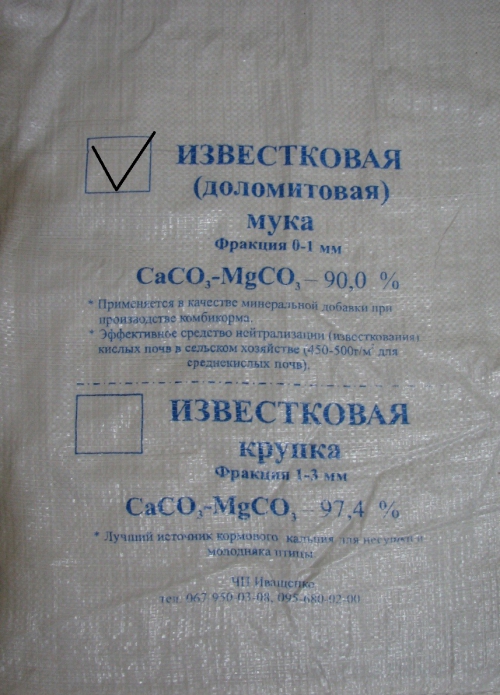 ИЗВЕСТКОВАЯ
(доломитовая)
мука
Фракция 0-1 мм
CaCO₃-MgCO₃ – 90,0 %
* Применяется в качестве минеральной добавки при
производстве комбикорма.
* Эффективное средство нейтрализации (известкования)
кислых почв в сельском хозяйстве (450-500г/м² для
среднекислых почв).
ИЗВЕСТКОВАЯ
крупка
Фракция 1-3 мм
CaCO₃-MgCO₃ – 97,4 %
* Лучший источник кормового кальция для несушки и
молодняка птицы
ЧП Иващенко
тел. 067-950-03-08, 095-680-92-00